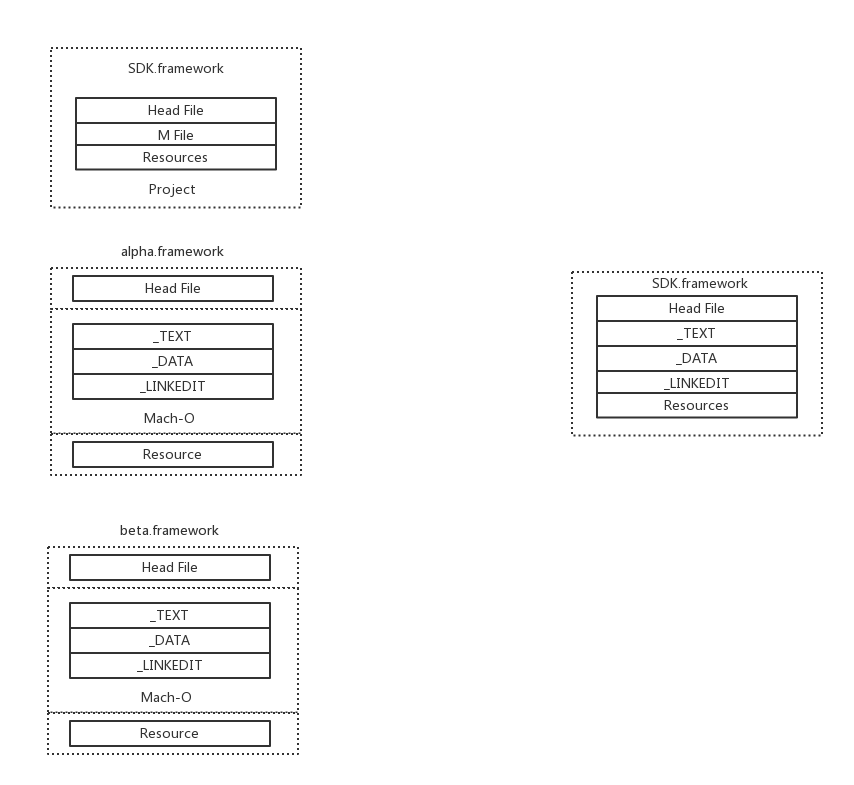 SDK.framework
Head File
M File
Resources
Project
alpha.framework
Head File
_TEXT
_DATA
_LINKEDIT
Mach-O
Resource
SDK.framework
Head File
_TEXT
_DATA
_LINKEDIT
Resources
beta.framework
Head File
_TEXT
_DATA
_LINKEDIT
Mach-O
Resource